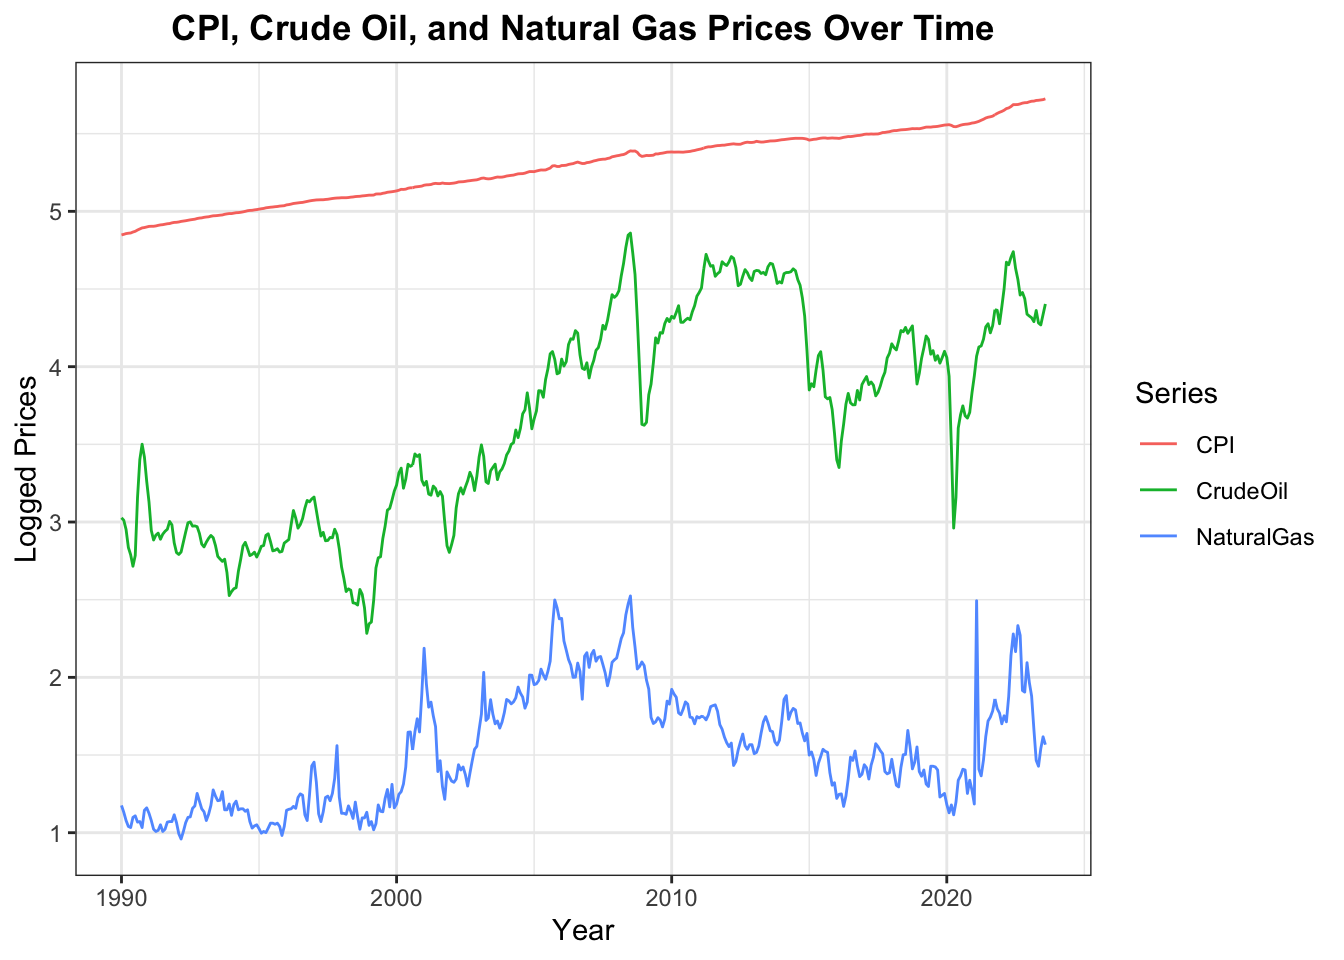 CPI, Crude Oil, and Natural Gas Prices Over Time
Logged Prices
5
4
3
2
1
1990
2000
2010
2020
Year
Series
CPI
CrudeOil
NaturalGas